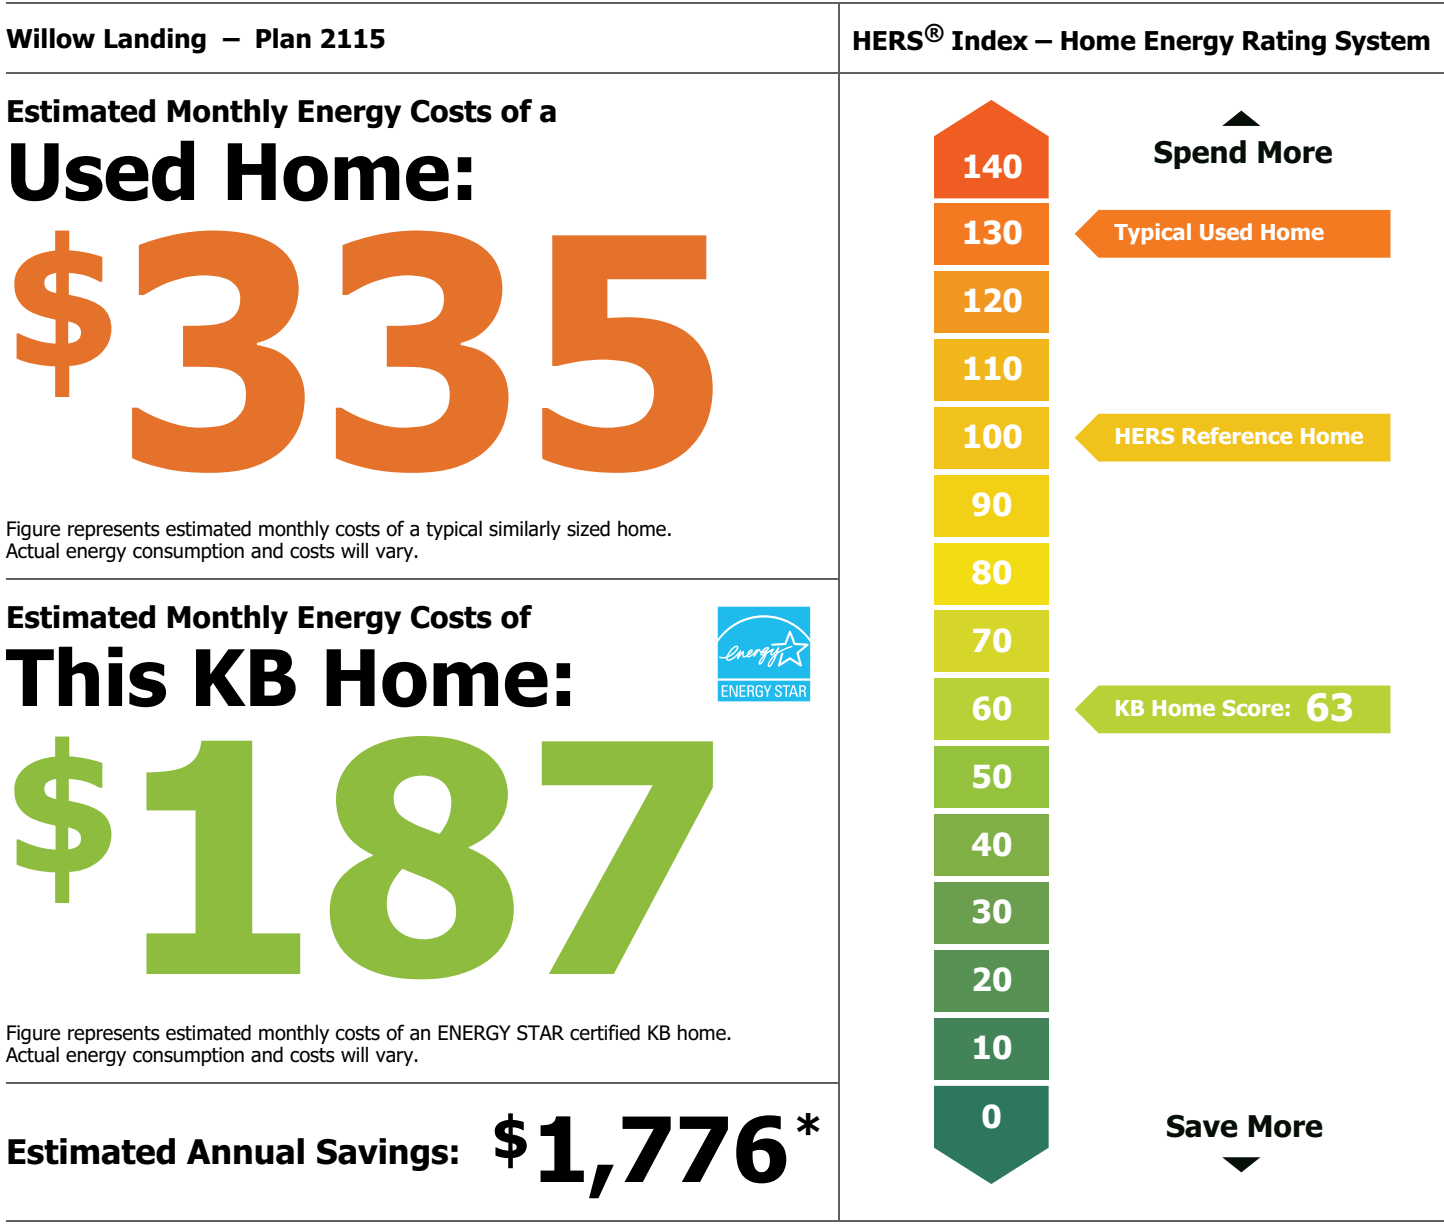 Willow Landing – Plan 2115
Estimated Monthly Energy Costs of a
Used Home:
$335
Figure represents estimated monthly costs of a typical similarly sized home.
Actual energy consumption and costs will vary.
Estimated Monthly Energy Costs of
This KB Home:
energy
ENERGY STAR
$187
Figure represents estimated monthly costs of an ENERGY STAR certified KB home.
Actual energy consumption and costs will vary.
Estimated Annual Savings: $1,776*
HERS® Index – Home Energy Rating System
Spend More
140
130 Typical Used Home
120
110
100 HERS Reference Home
90
80
70
60 KB Home Score: 63
50
40
30
20
10
0
Save More